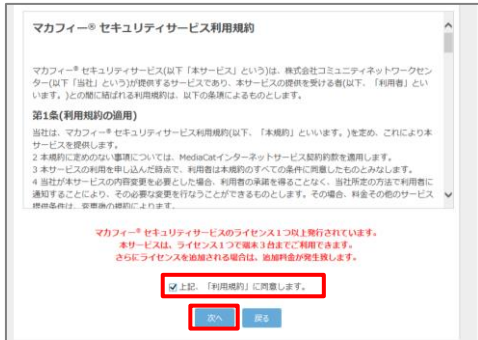 マカフィー® セキュリティサービス利用規約
マカフィー® セキュリティサービス(以下「本サービス」という)は、株式会社コミュニティネットワークセン
ター(以下「当社」という)が提供するサービスであり、本サービスの提供を受ける者(以下、「利用者」とい
います。)との間に結ばれる利用規約は、以下の条項によるものとします。
第1条(利用規約の適用)
当社は、マカフィー® セキュリティサービス利用規約(以下、「本規約」といいます。)を定め、これにより本
サービスを提供します。
2 本規約に定めのない事項については、MediaCatインターネットサービス契約約款を適用します。
3 本サービスの利用を申し込んだ時点で、利用者は本規約のすべての条件に同意したものとみなします。
4 当社が本サービスの内容変更を必要とした場合、利用者の承諾を得ることなく、当社所定の方法で利用者に
通知することにより、その必要な変更を行なうことができるものとします。その場合、料金その他のサービス
提供条件は、変更後の規約によります。
マカフィー® セキュリティサービスのライセンス1つ以上発行されています。
本サービスは、ライセンス１つで端末３台までご利用できます。
さらにライセンスを追加される場合は、追加料金が発生致します。
上記、「利用規約」に同意します。
次へ 戻る